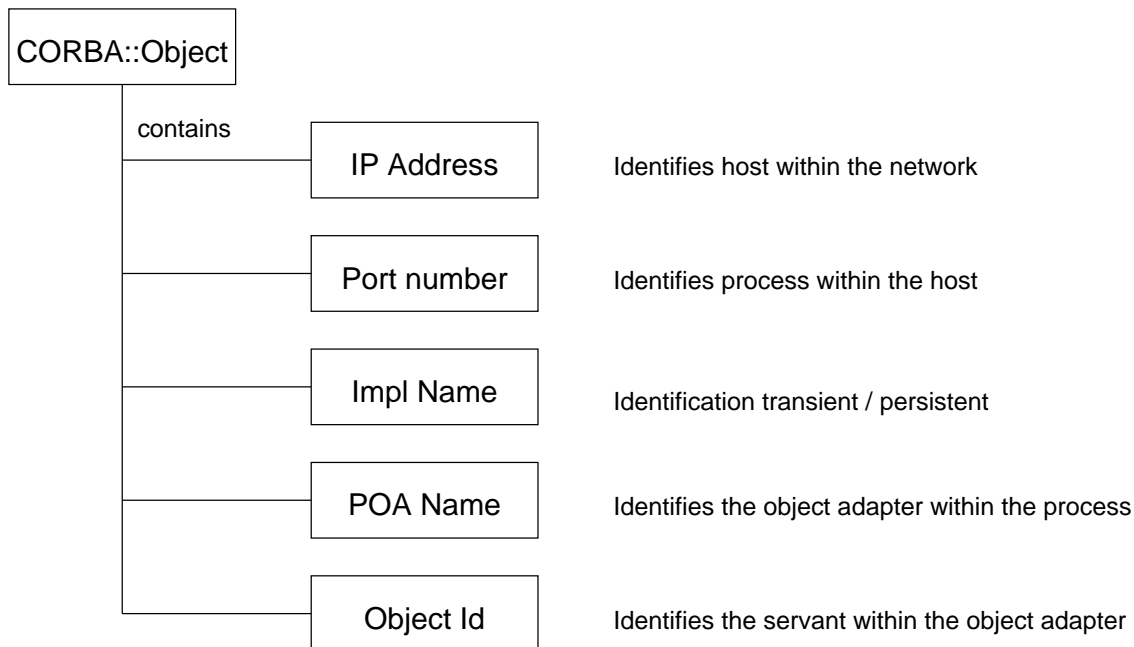 CORBA::Object
contains
IP Address
Identifies host within the network
Port number
Identifies process within the host
Impl Name
Identification transient / persistent
POA Name
Identifies the object adapter within the process
Object Id
Identifies the servant within the object adapter